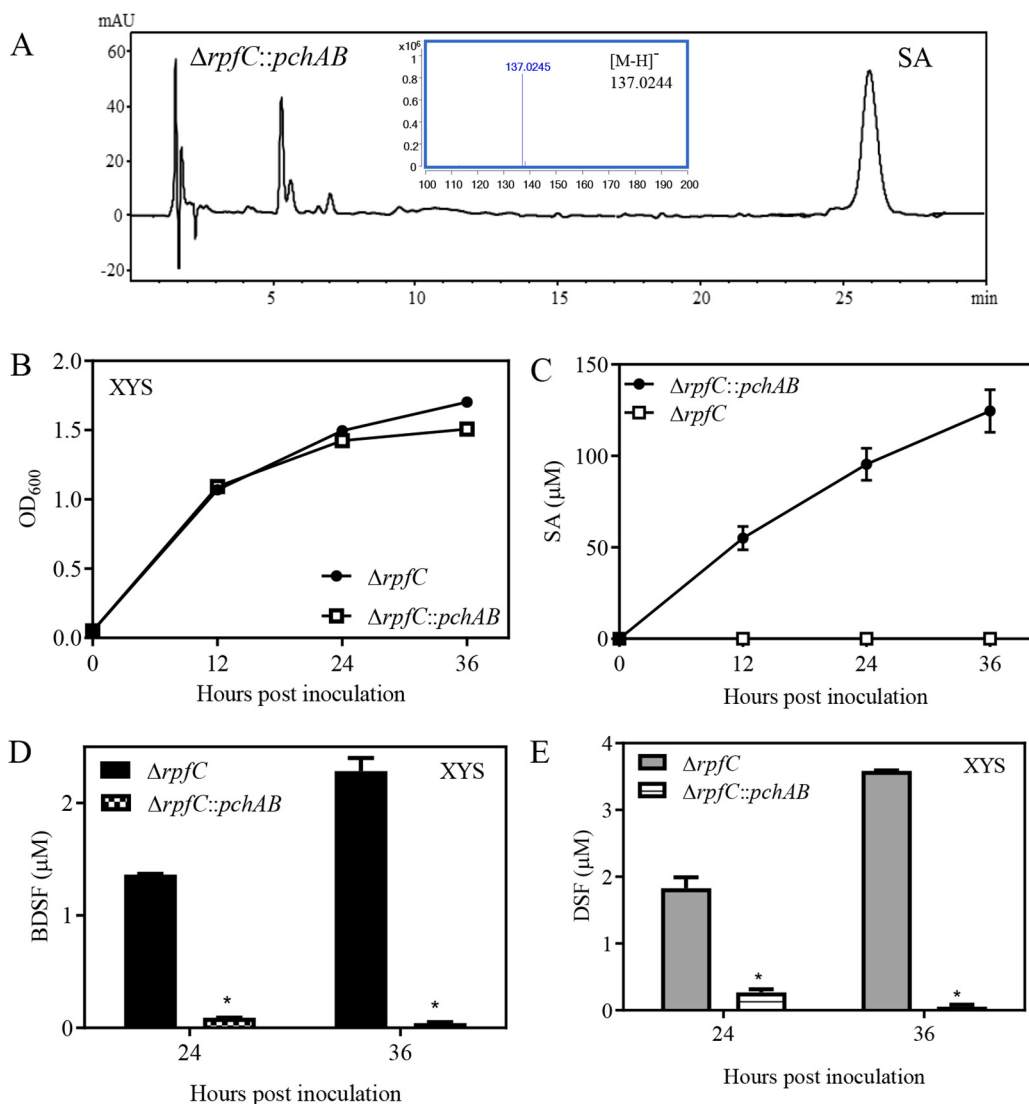 A
mAU
ΔrpfC::pchAB
SA
60
40
20
0
-20
5
10
15
20
25
min
x10⁶
1
0.8
0.6
0.4
0.2
0
137.0245
[M-H]⁻
137.0244
100 110 120 130 140 150 160 170 180 190 200
B
XYS
OD₆₀₀
2.0
1.5
1.0
0.5
0.0
ΔrpfC
ΔrpfC::pchAB
0 12 24 36
Hours post inoculation
C
SA (μM)
150
100
50
0
ΔrpfC::pchAB
ΔrpfC
0 12 24 36
Hours post inoculation
D
BDSF (μM)
2
1
0
ΔrpfC
ΔrpfC::pchAB
XYS
*
*
24 36
Hours post inoculation
E
DSF (μM)
4
3
2
1
0
ΔrpfC
ΔrpfC::pchAB
XYS
*
*
24 36
Hours post inoculation